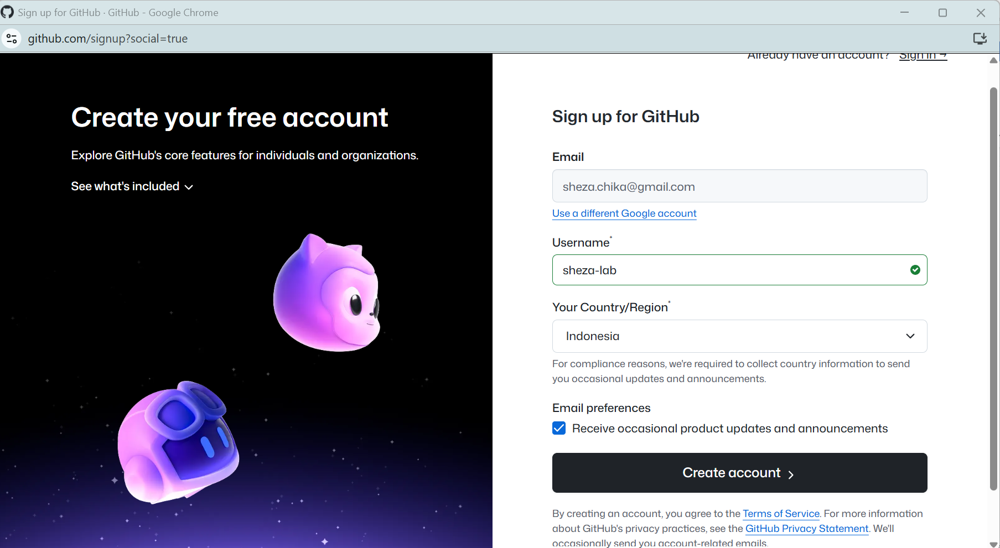 Sign up for GitHub · GitHub - Google Chrome
github.com/signup?social=true
Already have an account? Sign in →
Create your free account
Explore GitHub's core features for individuals and organizations.
See what's included
Sign up for GitHub
Email
sheza.chika@gmail.com
Use a different Google account
Username*
sheza-lab
Your Country/Region*
Indonesia
For compliance reasons, we're required to collect country information to send
you occasional updates and announcements.
Email preferences
Receive occasional product updates and announcements
Create account
By creating an account, you agree to the Terms of Service. For more information
about GitHub's privacy practices, see the GitHub Privacy Statement. We'll
occasionally send you account-related emails.